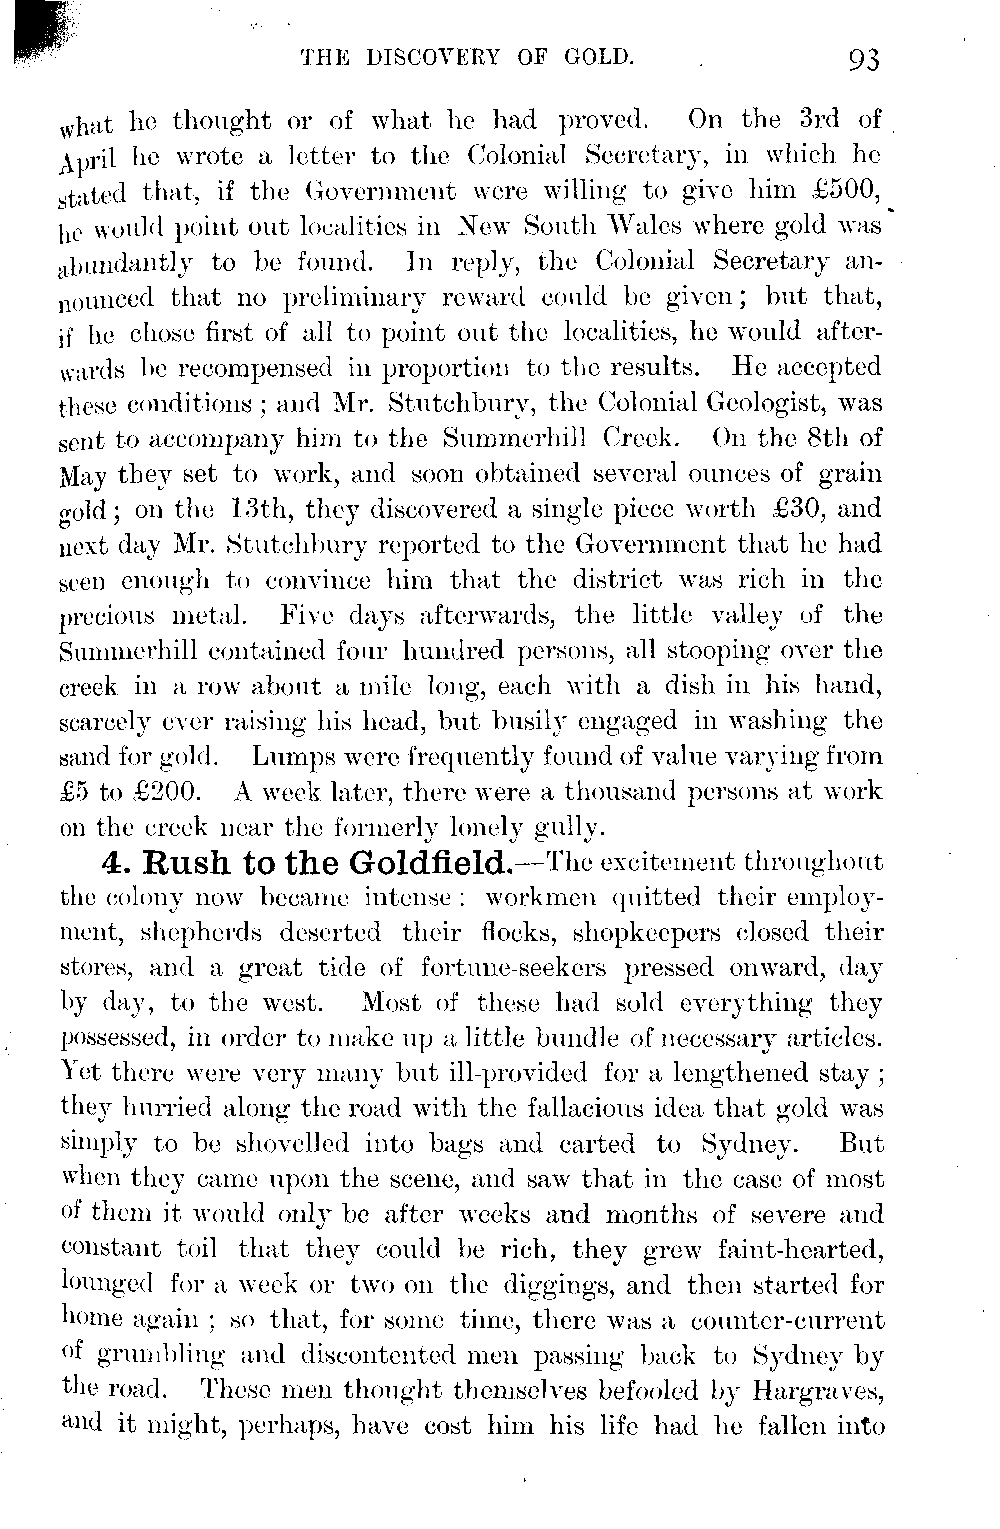 THE DISCOVERY OF GOLD. 93
what he thought or of what he had proved. On the 3rd of
April he wrote a letter to the Colonial Secretary, in which he
stated that, if the Government were willing to give him £500,
he would point out localities in New South Wales where gold was
abundantly to be found. In reply, the Colonial Secretary an-
nounced that no preliminary reward could be given; but that,
if he chose first of all to point out the localities, he would after-
wards be recompensed in proportion to the results. He accepted
these conditions; and Mr. Stutchbury, the Colonial Geologist, was
sent to accompany him to the Summerhill Creek. On the 8th of
May they set to work, and soon obtained several ounces of grain
gold; on the 13th, they discovered a single piece worth £30, and
next day Mr. Stutchbury reported to the Government that he had
seen enough to convince him that the district was rich in the
precious metal. Five days afterwards, the little valley of the
Summerhill contained four hundred persons, all stooping over the
creek in a row about a mile long, each with a dish in his hand,
scarcely ever raising his head, but busily engaged in washing the
sand for gold. Lumps were frequently found of value varying from
£5 to £200. A week later, there were a thousand persons at work
on the creek near the formerly lonely gully.
4. Rush to the Goldfield.—The excitement throughout
the colony now became intense: workmen quitted their employ-
ment, shepherds deserted their flocks, shopkeepers closed their
stores, and a great tide of fortune-seekers pressed onward, day
by day, to the west. Most of these had sold everything they
possessed, in order to make up a little bundle of necessary articles.
Yet there were very many but ill-provided for a lengthened stay;
they hurried along the road with the fallacious idea that gold was
simply to be shovelled into bags and carted to Sydney. But
when they came upon the scene, and saw that in the case of most
of them it would only be after weeks and months of severe and
constant toil that they could be rich, they grew faint-hearted,
lounged for a week or two on the diggings, and then started for
home again; so that, for some time, there was a counter-current
of grumbling and discontented men passing back to Sydney by
the road. These men thought themselves befooled by Hargraves,
and it might, perhaps, have cost him his life had he fallen into